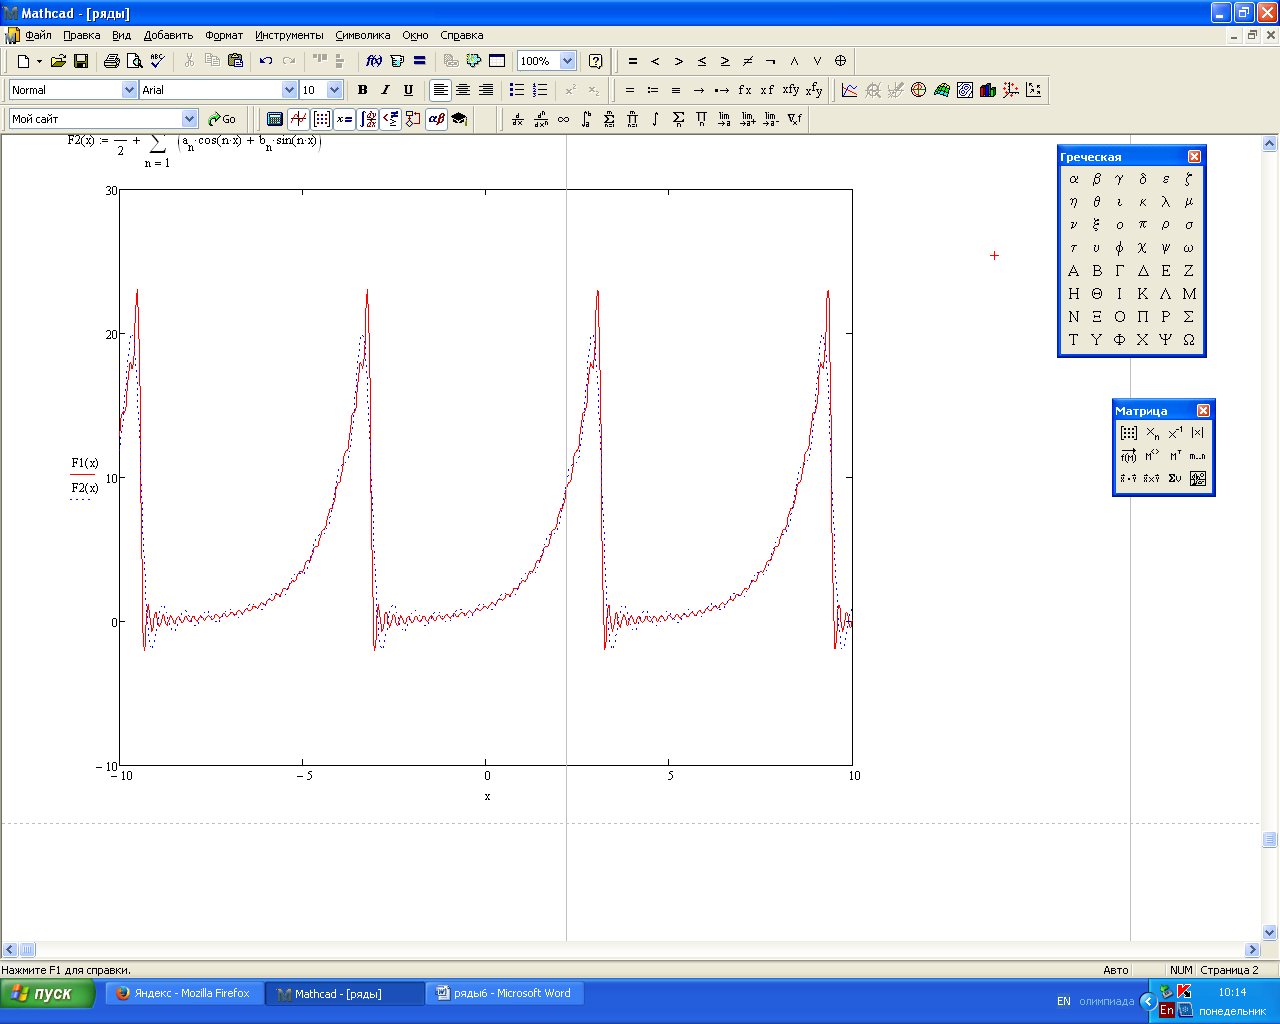 Mathcad - [ряды]
Файл Правка Вид Добавить Формат Инструменты Символика Окно Справка
100%
= < > ≤ ≥ ≠ ¬ ∧ ∨ ⊕
Normal Arial 10 B I U
Мой сайт Go
F2(x) := 2 + ∑ (a n ·cos(n·x) + b n ·sin(n·x))
n = 1
30
20
10
0
−10
F1(x)
F2(x)
−10 −5 0 5 10
x
Греческая
α β γ δ ε ζ
η θ ι κ λ μ
ν ξ ο π ρ σ
τ υ φ χ ψ ω
Α Β Γ Δ Ε Ζ
Η Θ Ι Κ Λ Μ
Ν Ξ Ο Π Ρ Σ
Τ Υ Φ Χ Ψ Ω
Матрица
Нажмите F1 для справки.
Авто NUM Страница 2
пуск
Яндекс - Mozilla Firefox
Mathcad - [ряды]
ряды6 - Microsoft Word
EN олимпиада
10:14
En понедельник